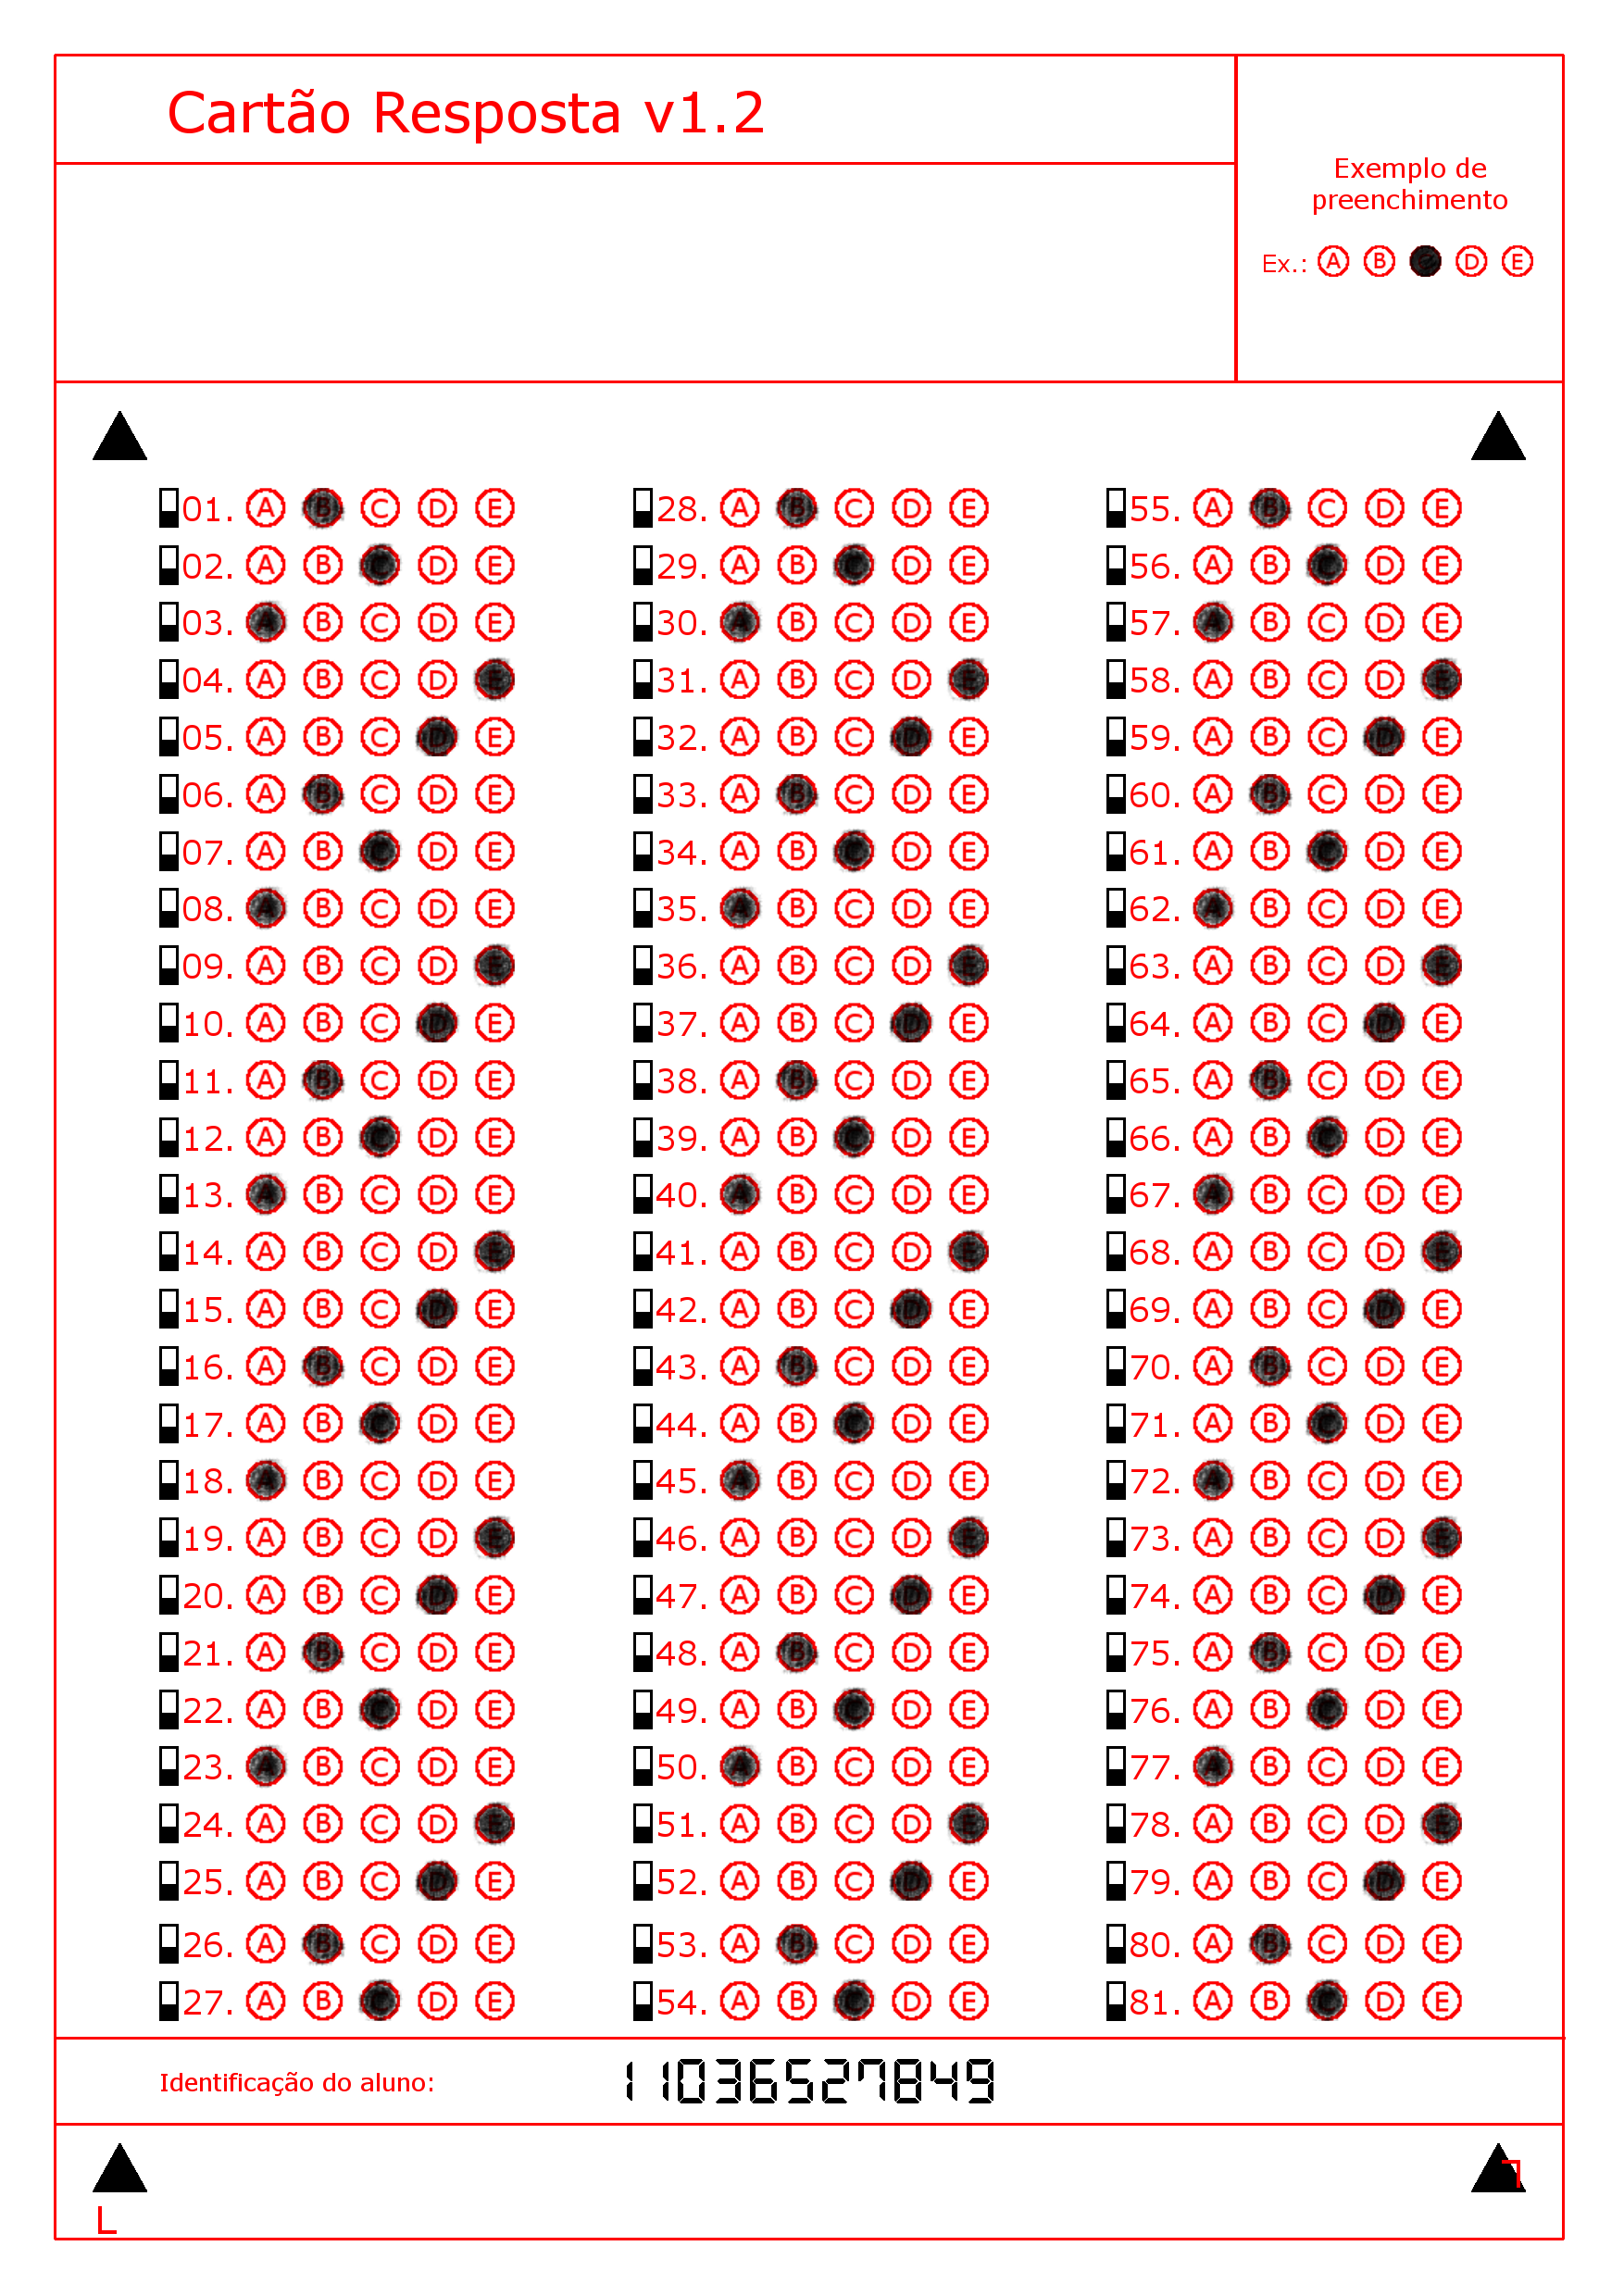 Cartão Resposta v1.2
Exemplo de
preenchimento
Ex.: A B C D E
01. A B C D E 28. A B C D E 55. A B C D E
02. A B C D E 29. A B C D E 56. A B C D E
03. A B C D E 30. A B C D E 57. A B C D E
04. A B C D E 31. A B C D E 58. A B C D E
05. A B C D E 32. A B C D E 59. A B C D E
06. A B C D E 33. A B C D E 60. A B C D E
07. A B C D E 34. A B C D E 61. A B C D E
08. A B C D E 35. A B C D E 62. A B C D E
09. A B C D E 36. A B C D E 63. A B C D E
10. A B C D E 37. A B C D E 64. A B C D E
11. A B C D E 38. A B C D E 65. A B C D E
12. A B C D E 39. A B C D E 66. A B C D E
13. A B C D E 40. A B C D E 67. A B C D E
14. A B C D E 41. A B C D E 68. A B C D E
15. A B C D E 42. A B C D E 69. A B C D E
16. A B C D E 43. A B C D E 70. A B C D E
17. A B C D E 44. A B C D E 71. A B C D E
18. A B C D E 45. A B C D E 72. A B C D E
19. A B C D E 46. A B C D E 73. A B C D E
20. A B C D E 47. A B C D E 74. A B C D E
21. A B C D E 48. A B C D E 75. A B C D E
22. A B C D E 49. A B C D E 76. A B C D E
23. A B C D E 50. A B C D E 77. A B C D E
24. A B C D E 51. A B C D E 78. A B C D E
25. A B C D E 52. A B C D E 79. A B C D E
26. A B C D E 53. A B C D E 80. A B C D E
27. A B C D E 54. A B C D E 81. A B C D E
Identificação do aluno: 11036527849